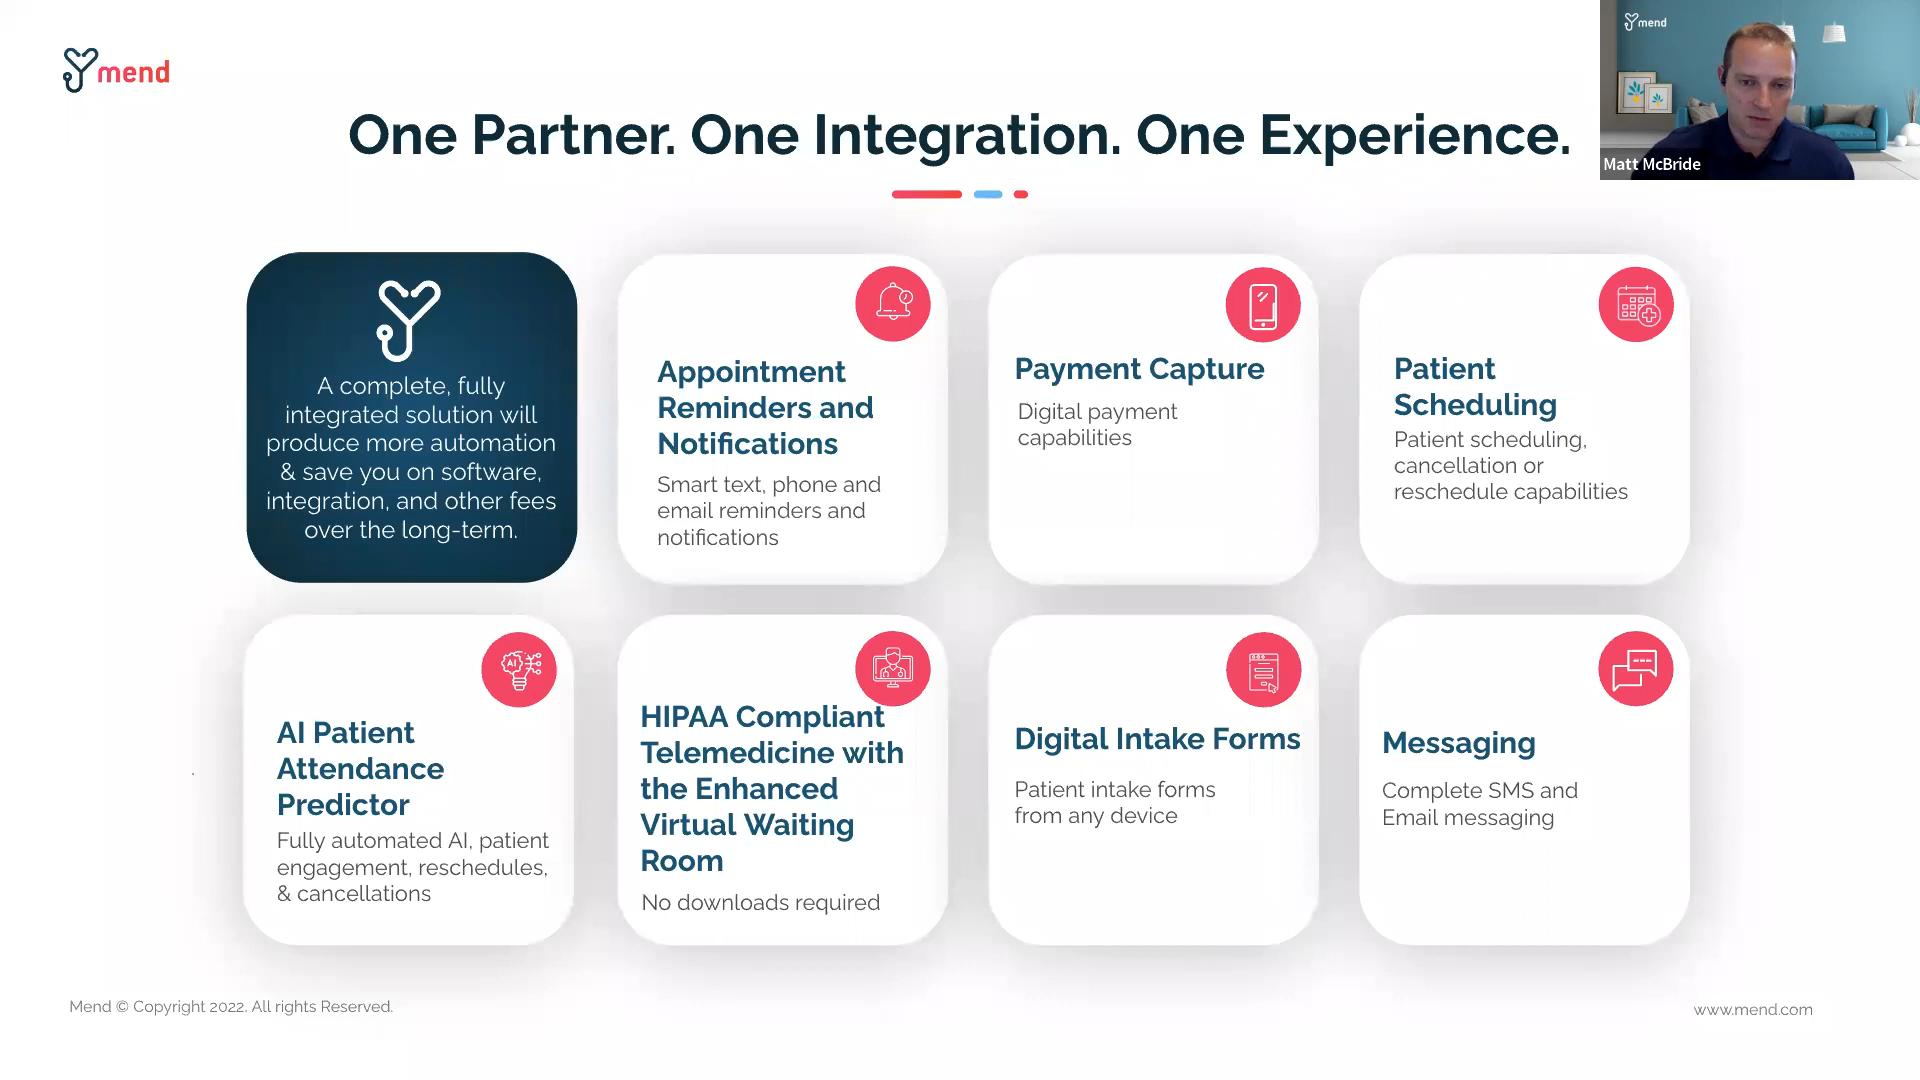 mend
One Partner. One Integration. One Experience.
mend
Matt McBride
A complete, fully
integrated solution will
produce more automation
& save you on software,
integration, and other fees
over the long-term.
Appointment
Reminders and
Notifications
Smart text, phone and
email reminders and
notifications
Payment Capture
Digital payment
capabilities
Patient
Scheduling
Patient scheduling,
cancellation or
reschedule capabilities
AI
AI Patient
Attendance
Predictor
Fully automated AI, patient
engagement, reschedules,
& cancellations
HIPAA Compliant
Telemedicine with
the Enhanced
Virtual Waiting
Room
No downloads required
Digital Intake Forms
Patient intake forms
from any device
Messaging
Complete SMS and
Email messaging
Mend © Copyright 2022. All rights Reserved.
www.mend.com